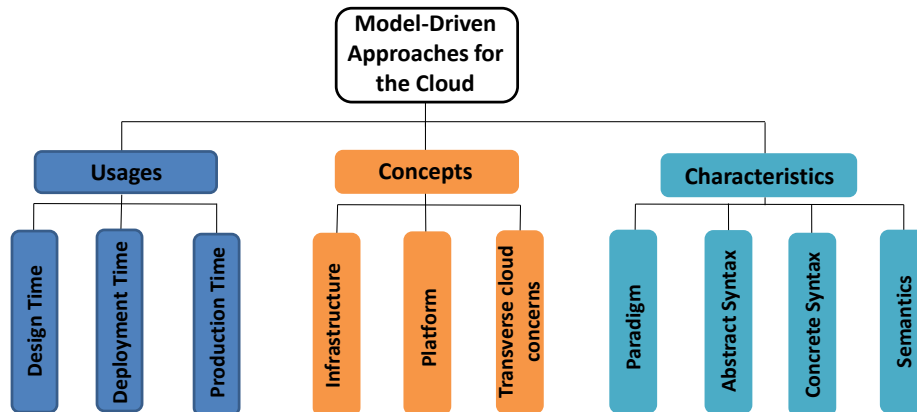 Model-Driven
Approaches for
the Cloud
Usages
Concepts
Characteristics
Design Time
Deployment Time
Production Time
Infrastructure
Platform
Transverse cloud
concerns
Paradigm
Abstract Syntax
Concrete Syntax
Semantics